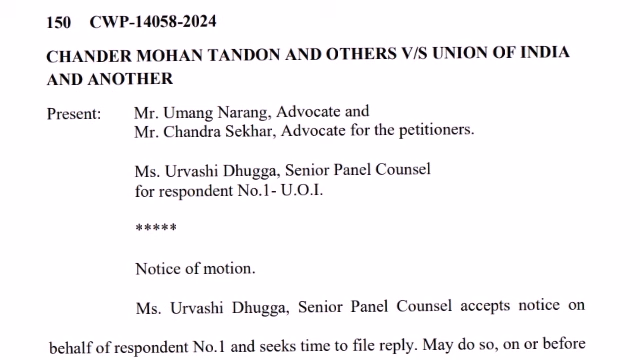 150 CWP-14058-2024
CHANDER MOHAN TANDON AND OTHERS V/S UNION OF INDIA
AND ANOTHER
Present: Mr. Umang Narang, Advocate and
Mr. Chandra Sekhar, Advocate for the petitioners.
Ms. Urvashi Dhugga, Senior Panel Counsel
for respondent No.1- U.O.I.
*****
Notice of motion.
Ms. Urvashi Dhugga, Senior Panel Counsel accepts notice on
behalf of respondent No.1 and seeks time to file reply. May do so, on or before